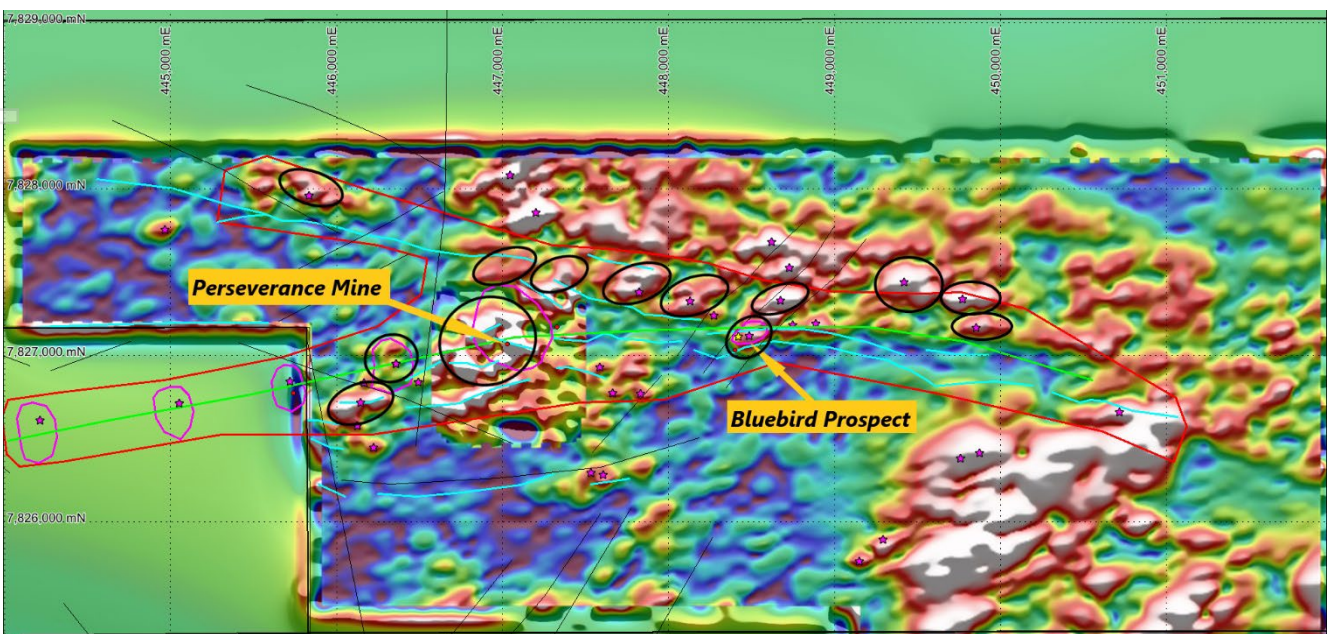 7,829,000 mN
445,000 mE
446,000 mE
447,000 mE
448,000 mE
449,000 mE
450,000 mE
451,000 mE
7,828,000 mN
Perseverance Mine
7,827,000 mN
Bluebird Prospect
7,826,000 mN